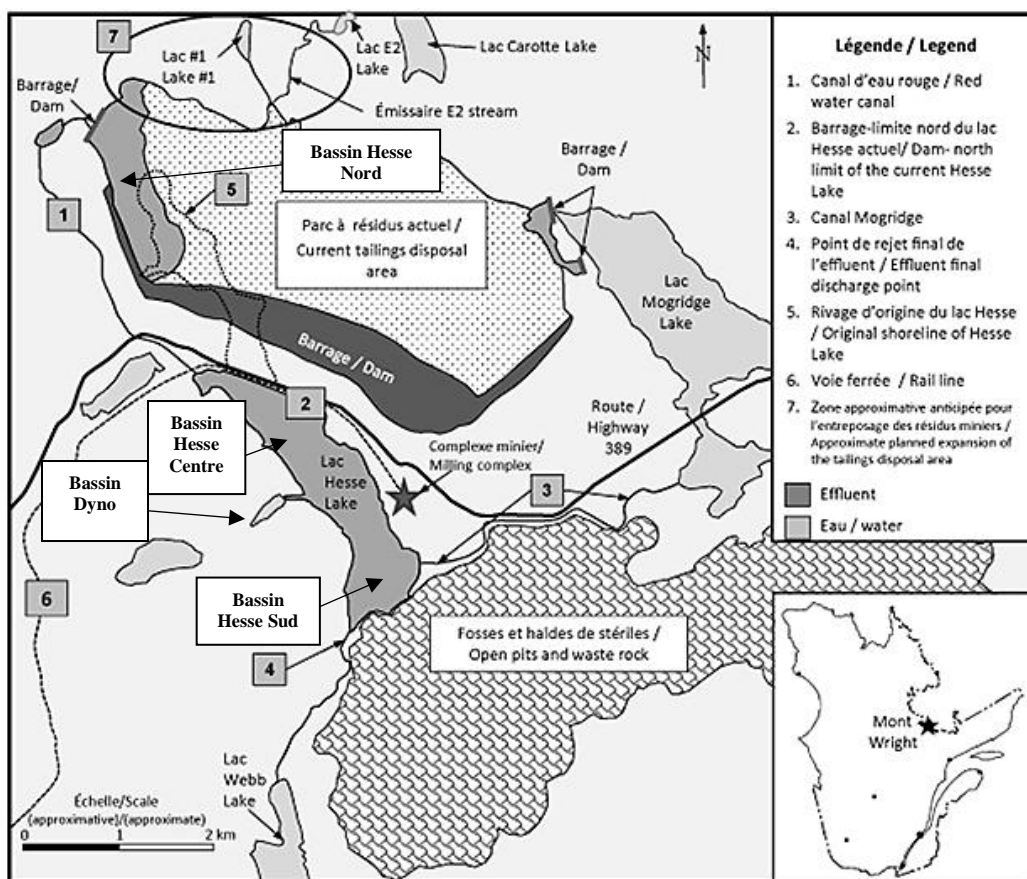 7
Lac #1
Lake #1
Lac E2
Lake
Lac Carotte Lake
N
Barrage/
Dam
Émissaire E2 stream
Bassin Hesse
Nord
5
Barrage /
Dam
1
Parc à résidus actuel /
Current tailings disposal
area
Lac
Mogridge
Lake
Barrage / Dam
2
Bassin
Hesse
Centre
Route /
Highway
389
Complexe minier/
Milling complex
Lac
Hesse
Lake
Bassin
Dyno
3
6
Bassin
Hesse Sud
4
Fosses et haldes de stériles /
Open pits and waste rock
Lac
Webb
Lake
Échelle/Scale
(approximative)/(approximate)
0 1 2 km
Légende / Legend
1. Canal d'eau rouge / Red
water canal
2. Barrage-limite nord du lac
Hesse actuel/ Dam- north
limit of the current Hesse
Lake
3. Canal Mogridge
4. Point de rejet final de
l'effluent / Effluent final
discharge point
5. Rivage d'origine du lac Hesse
/ Original shoreline of Hesse
Lake
6. Voie ferrée / Rail line
7. Zone approximative anticipée pour
l'entreposage des résidus miniers /
Approximate planned expansion
of the tailings disposal area
Effluent
Eau / water
Mont
Wright